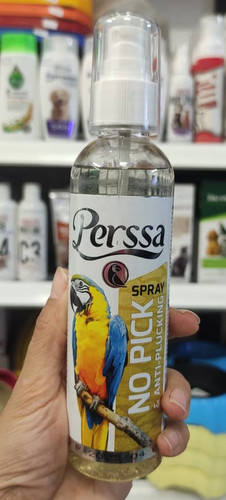 Perssa
SPRAY
NO PICK
& ANTI-PLUCKING